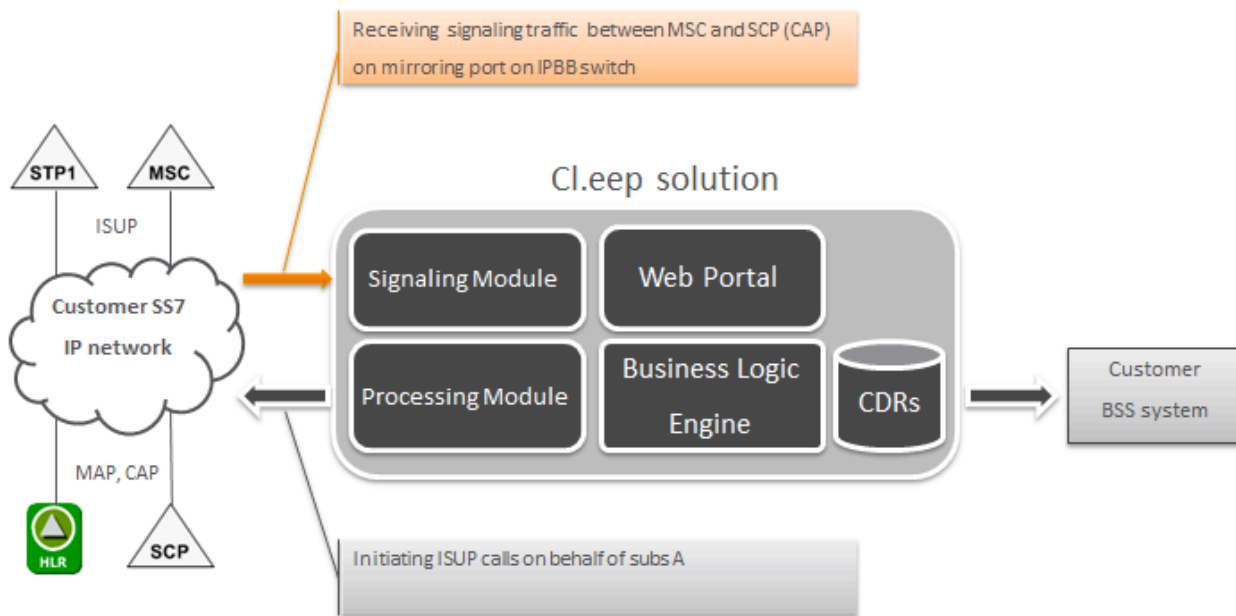 Receiving signaling traffic between MSC and SCP (CAP)
on mirroring port on IPBB switch
STP1
MSC
ISUP
Cl.eep solution
Customer SS7
IP network
Signaling Module
Web Portal
Processing Module
Business Logic
Engine
CDRs
Customer
BSS system
MAP, CAP
HLR
SCP
Initiating ISUP calls on behalf of subs A